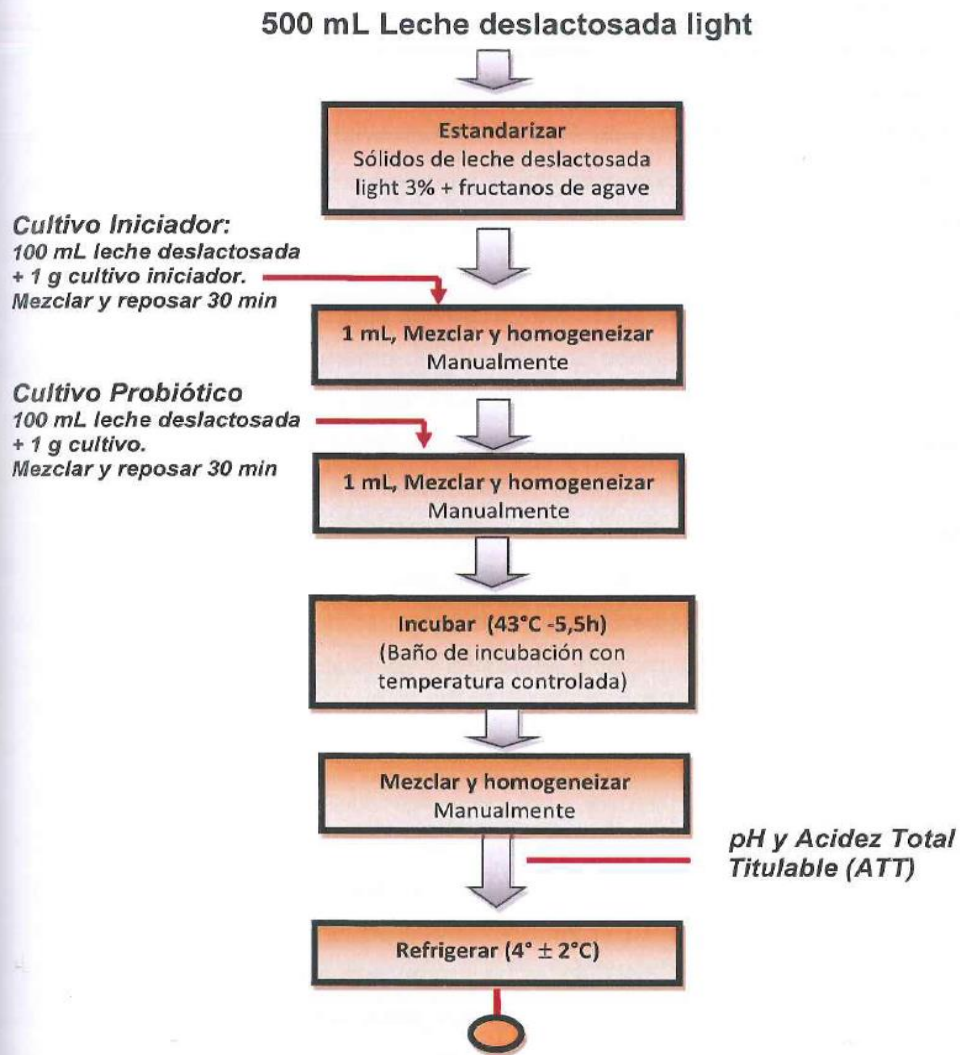 500 mL Leche deslactosada light
Estandarizar
Sólidos de leche deslactosada
light 3% + fructanos de agave
Cultivo Iniciador:
100 mL leche deslactosada
+ 1 g cultivo iniciador.
Mezclar y reposar 30 min
1 mL, Mezclar y homogeneizar
Manualmente
Cultivo Probiótico
100 mL leche deslactosada
+ 1 g cultivo.
Mezclar y reposar 30 min
1 mL, Mezclar y homogeneizar
Manualmente
Incubar (43°C -5,5h)
(Baño de incubación con
temperatura controlada)
Mezclar y homogeneizar
Manualmente
pH y Acidez Total
Titulable (ATT)
Refrigerar (4° ± 2°C)